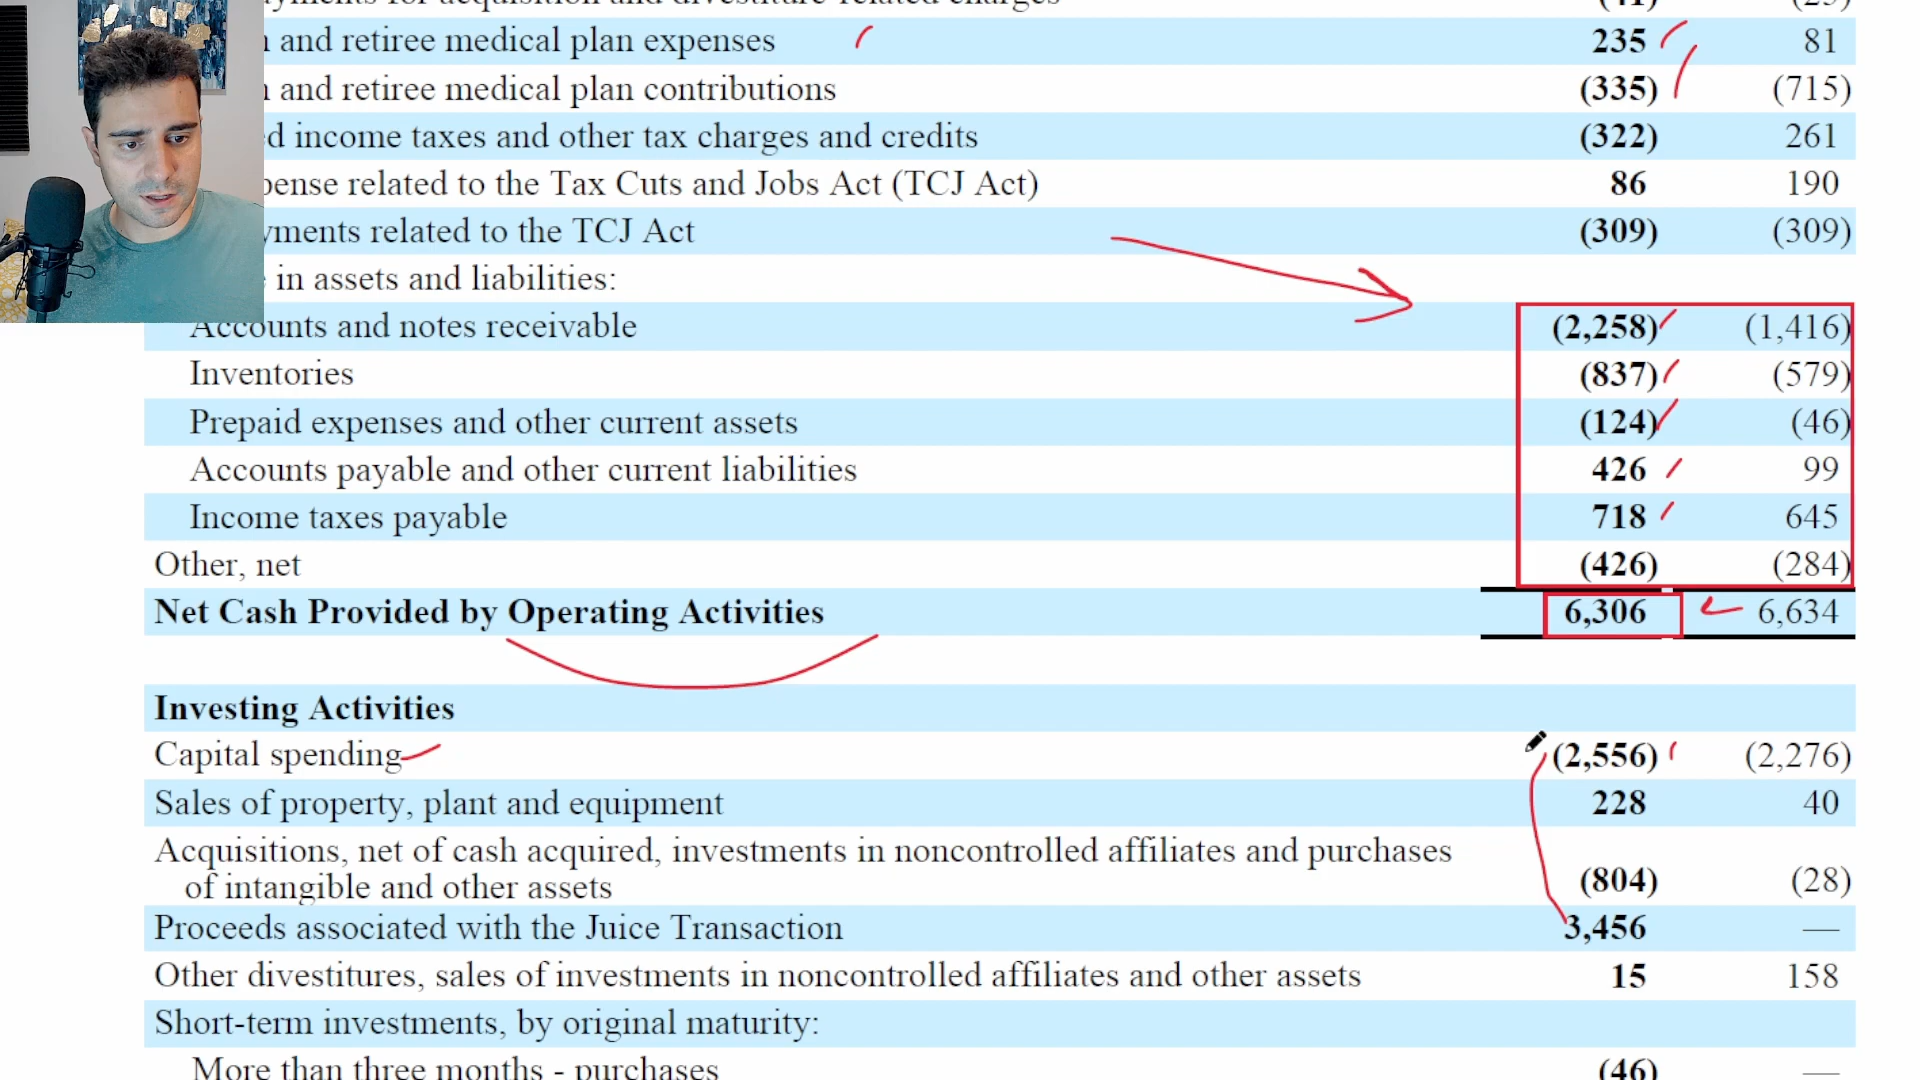 and retiree medical plan expenses 235 81
and retiree medical plan contributions (335) (715)
income taxes and other tax charges and credits (322) 261
related to the Tax Cuts and Jobs Act (TCJ Act) 86 190
related to the TCJ Act (309) (309)
in assets and liabilities:
Accounts and notes receivable (2,258) (1,416)
Inventories (837) (579)
Prepaid expenses and other current assets (124) (46)
Accounts payable and other current liabilities 426 99
Income taxes payable 718 645
Other, net (426) (284)
Net Cash Provided by Operating Activities 6,306 6,634
Investing Activities
Capital spending (2,556) (2,276)
Sales of property, plant and equipment 228 40
Acquisitions, net of cash acquired, investments in noncontrolled affiliates and purchases
of intangible and other assets (804) (28)
Proceeds associated with the Juice Transaction 3,456 —
Other divestitures, sales of investments in noncontrolled affiliates and other assets 15 158
Short-term investments, by original maturity:
More than three months - purchases (46) —